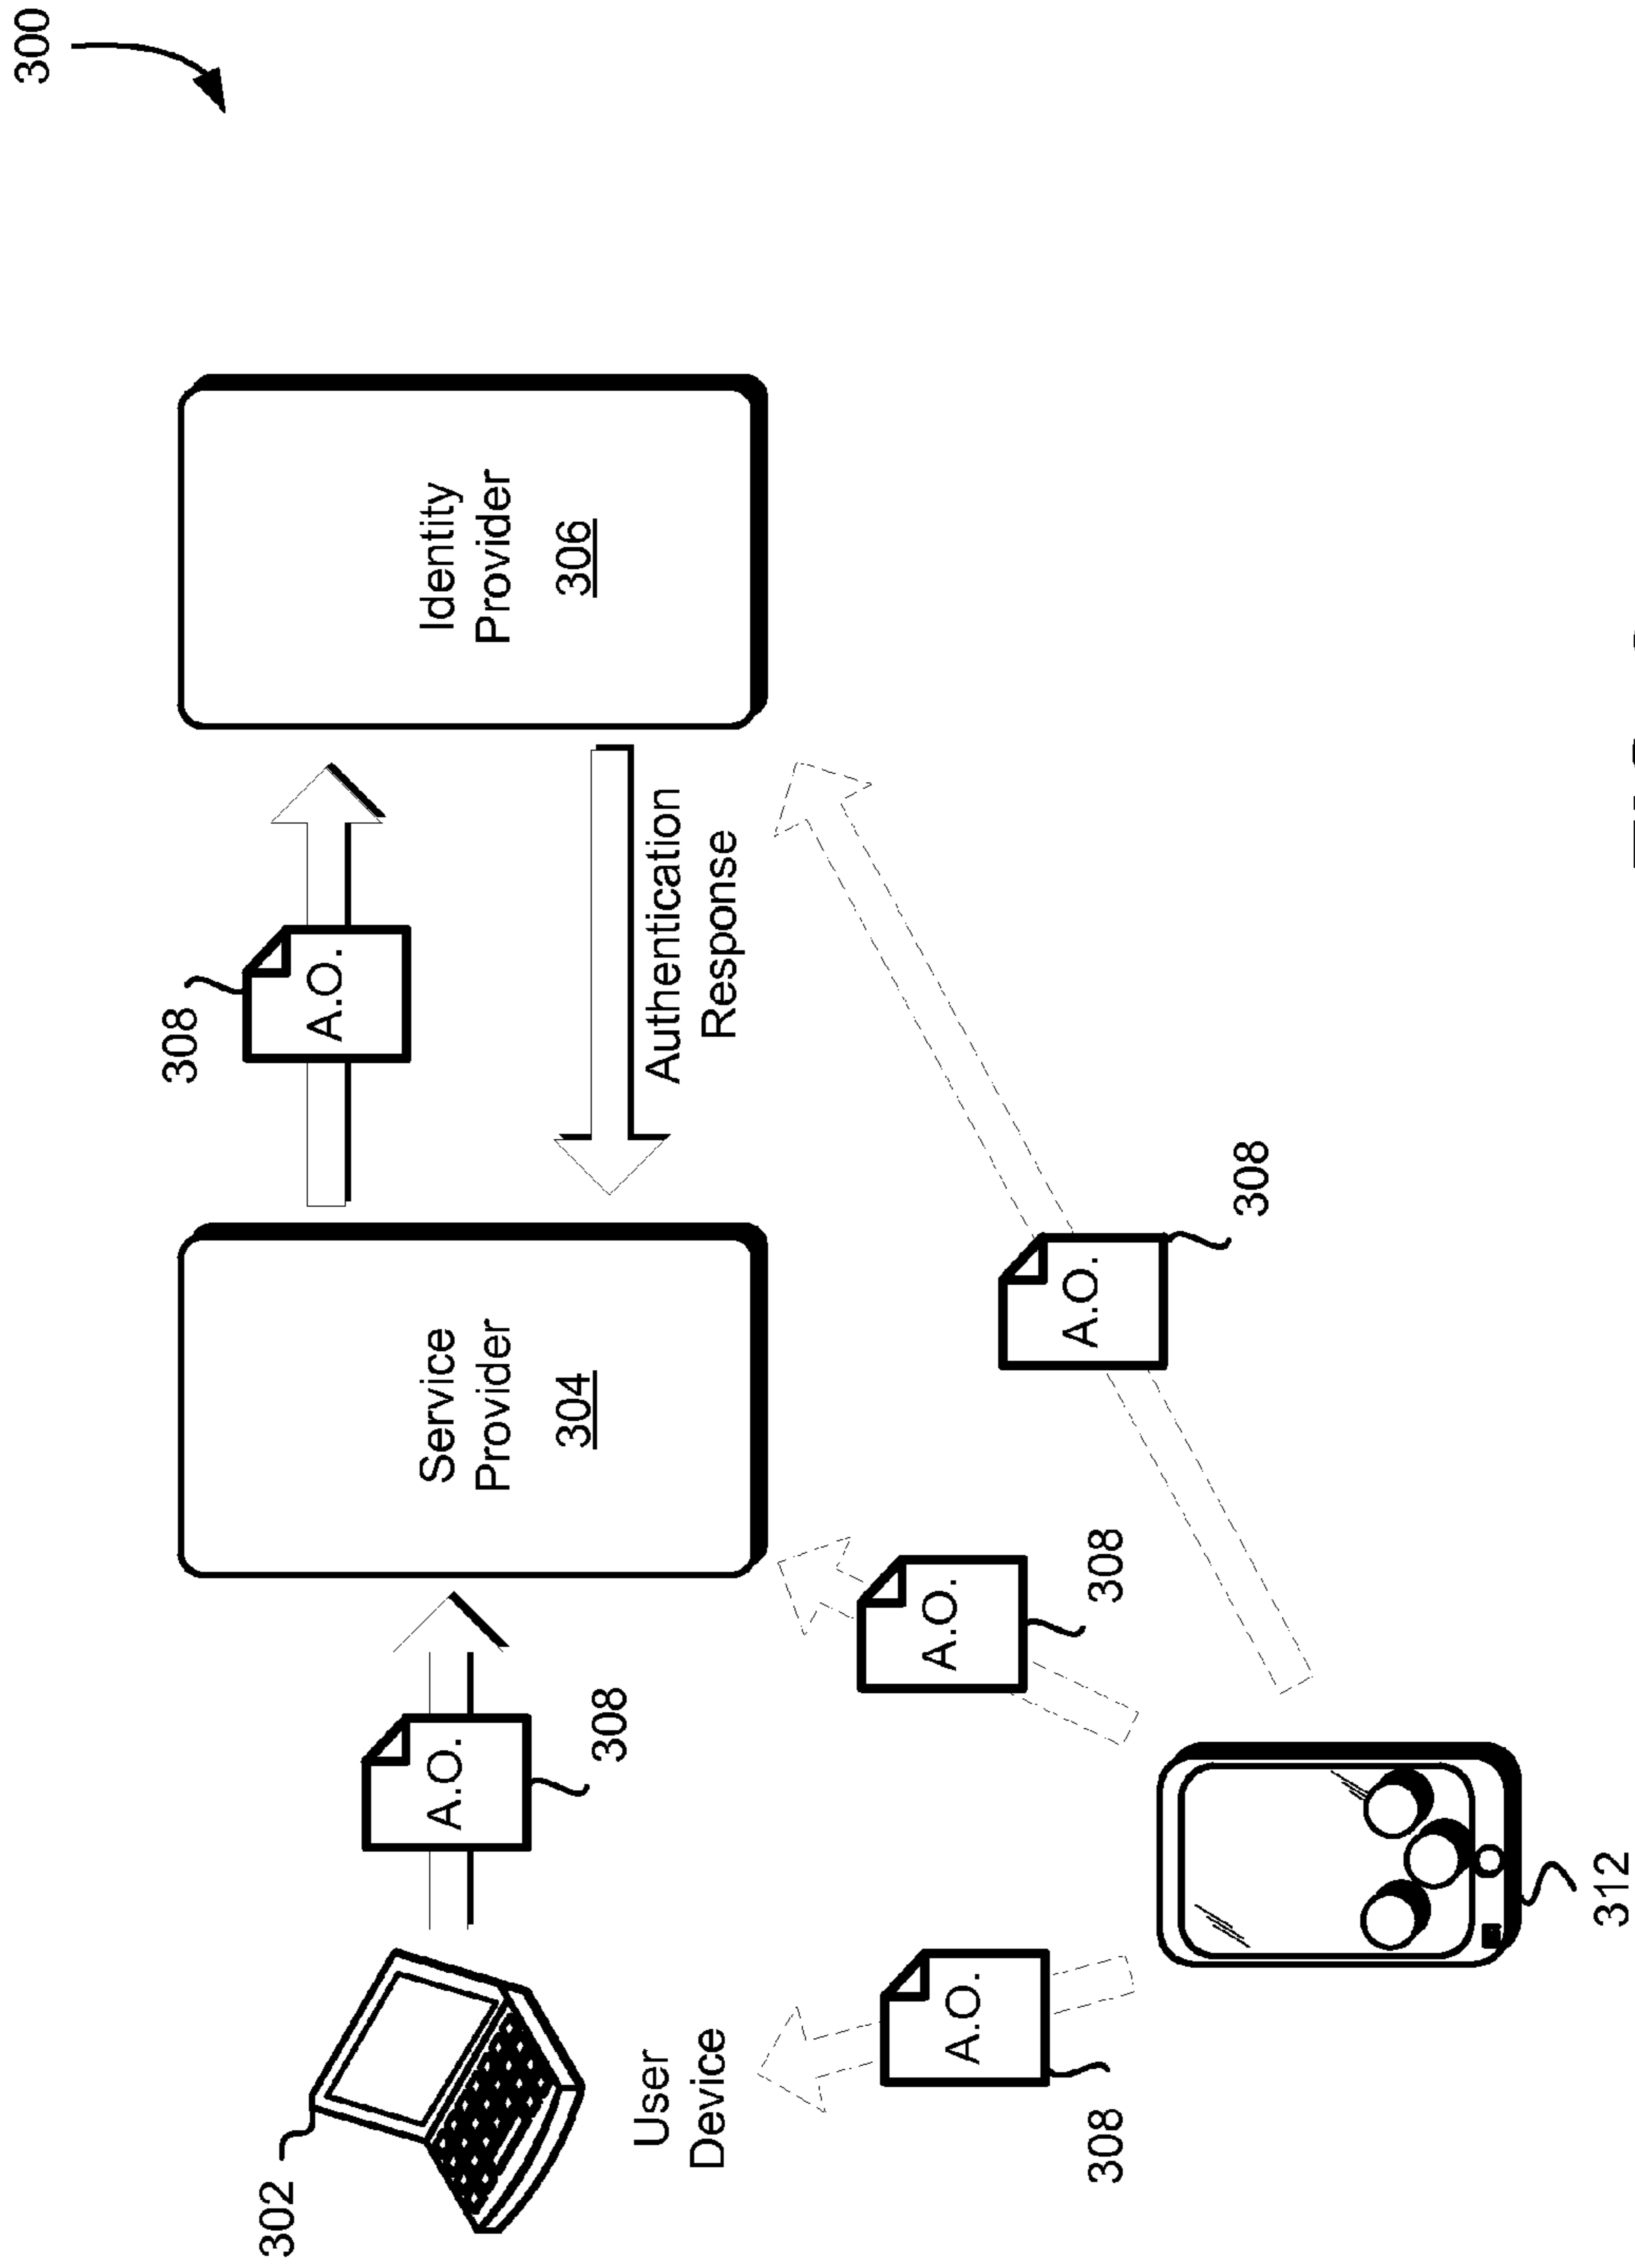 300
308
A.O.
Identity
Provider
306
Service
Provider
304
Authentication
Response
302
User
Device
A.O.
308
308
A.O.
A.O.
308
A.O.
308
312